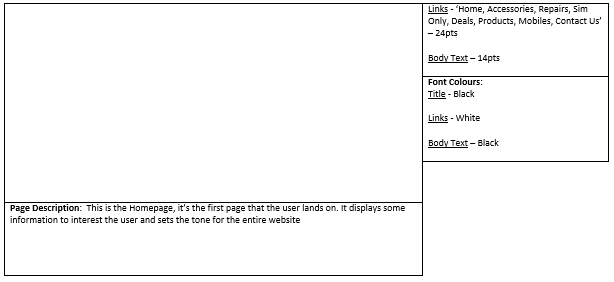 Links - 'Home, Accessories, Repairs, Sim
Only, Deals, Products, Mobiles, Contact Us'
– 24pts
Body Text – 14pts
Font Colours:
Title - Black
Links - White
Body Text – Black
Page Description:  This is the Homepage, it's the first page that the user lands on. It displays some
information to interest the user and sets the tone for the entire website